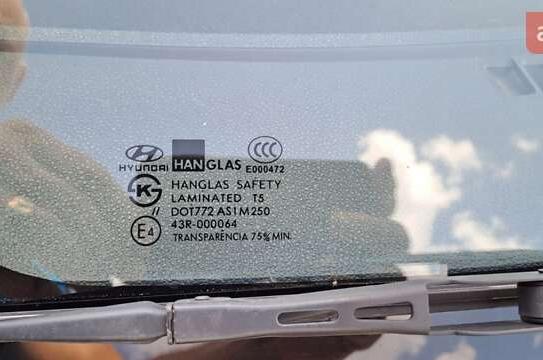 HYUNDAI HANGLAS E000472
HANGLAS SAFETY
LAMINATED T5
// DOT772 AS1 M250
43R-000064
E4 TRANSPARÊNCIA 75% MIN.